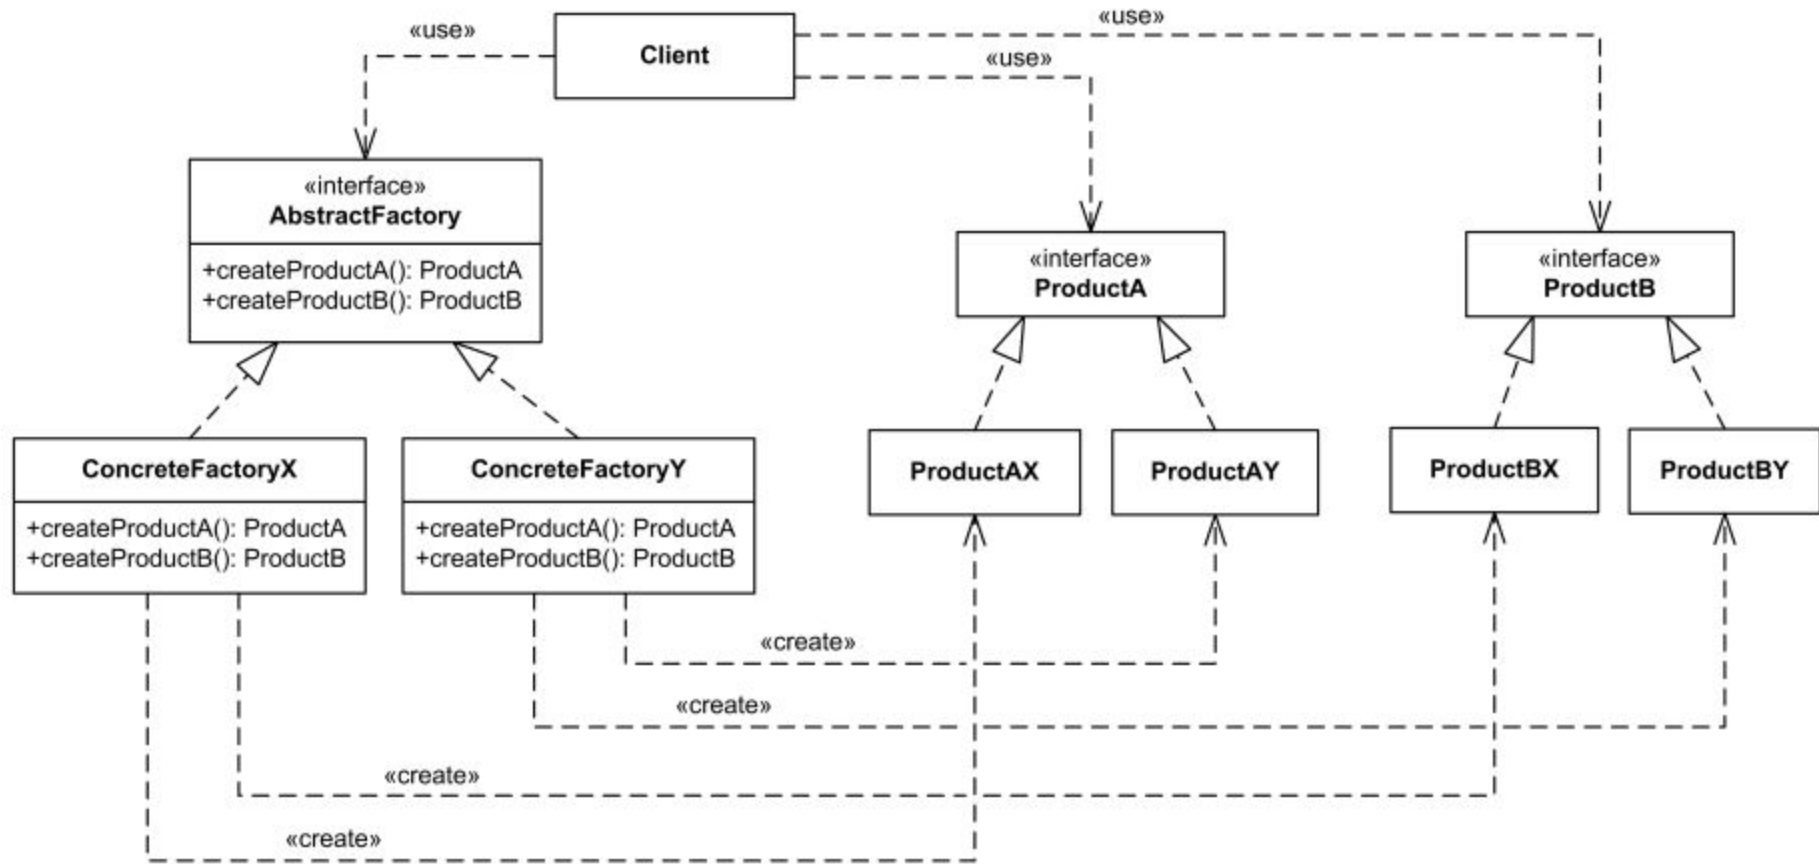 «use»
Client
«use»
«use»
«interface»
AbstractFactory
+createProductA(): ProductA
+createProductB(): ProductB
«interface»
ProductA
«interface»
ProductB
ConcreteFactoryX
+createProductA(): ProductA
+createProductB(): ProductB
ConcreteFactoryY
+createProductA(): ProductA
+createProductB(): ProductB
ProductAX
ProductAY
ProductBX
ProductBY
«create»
«create»
«create»
«create»